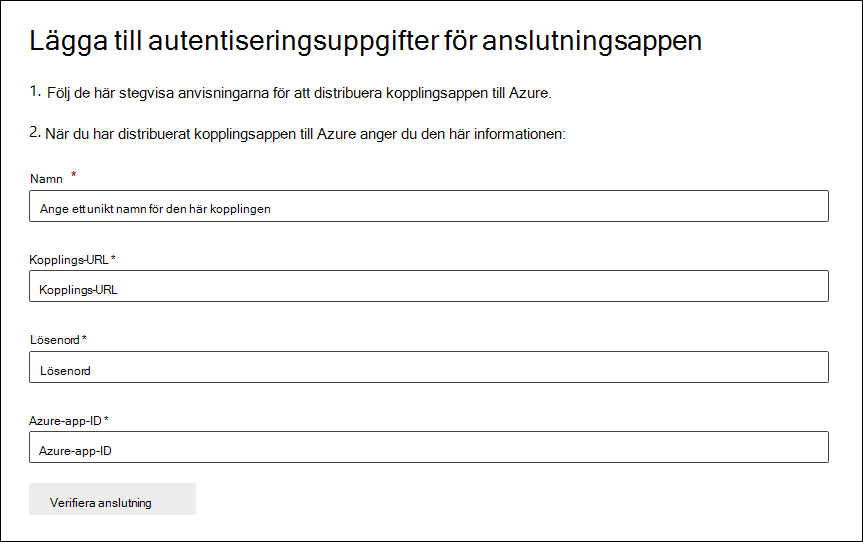 Lägga till autentiseringsuppgifter för anslutningsappen
1. Följ de här stegvisa anvisningarna för att distribuera kopplingsappen till Azure.
2. När du har distribuerat kopplingsappen till Azure anger du den här informationen:
Namn *
Ange ett unikt namn för den här kopplingen
Kopplings-URL *
Kopplings-URL
Lösenord *
Lösenord
Azure-app-ID *
Azure-app-ID
Verifiera anslutning